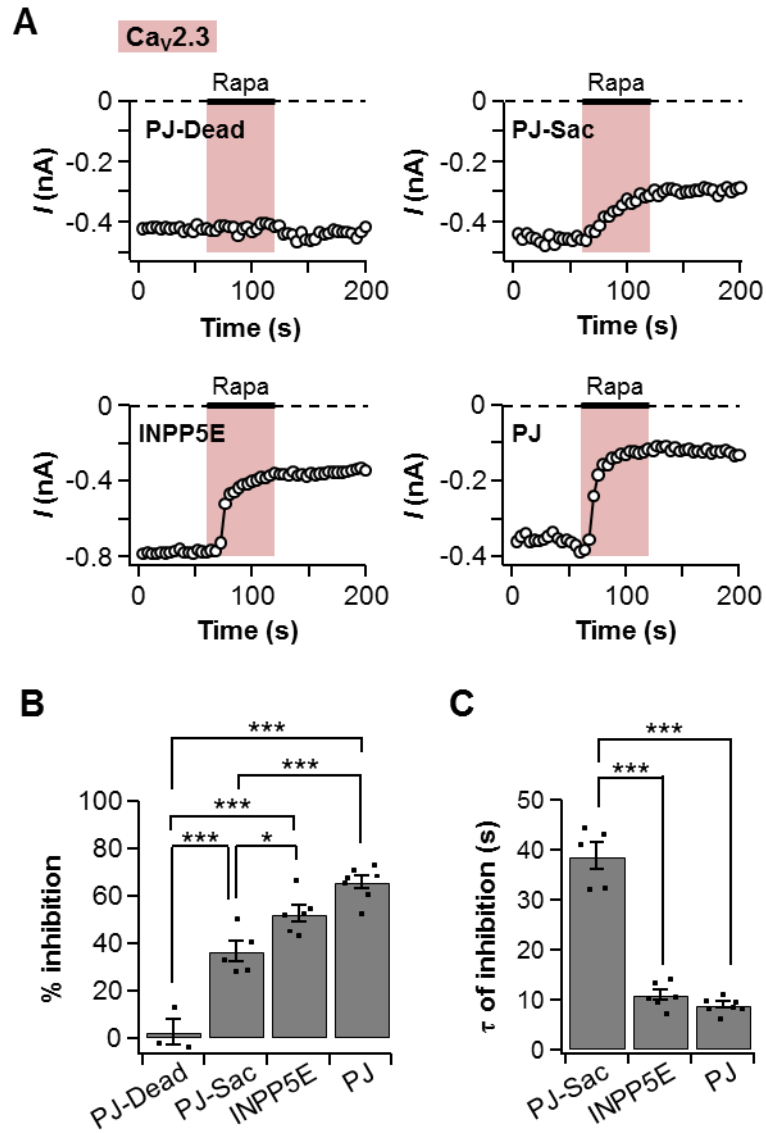 A
CaV2.3
Rapa
PJ-Dead
0
-0.2
-0.4
I (nA)
0
100
200
Time (s)
Rapa
PJ-Sac
0
-0.2
-0.4
I (nA)
0
100
200
Time (s)
Rapa
INPP5E
0
-0.4
-0.8
I (nA)
0
100
200
Time (s)
Rapa
PJ
0
-0.2
-0.4
I (nA)
0
100
200
Time (s)
B
***
***
***
***
*
100
80
60
40
20
0
% inhibition
PJ-Dead
PJ-Sac
INPP5E
PJ
C
***
***
50
40
30
20
10
0
τ of inhibition (s)
PJ-Sac
INPP5E
PJ